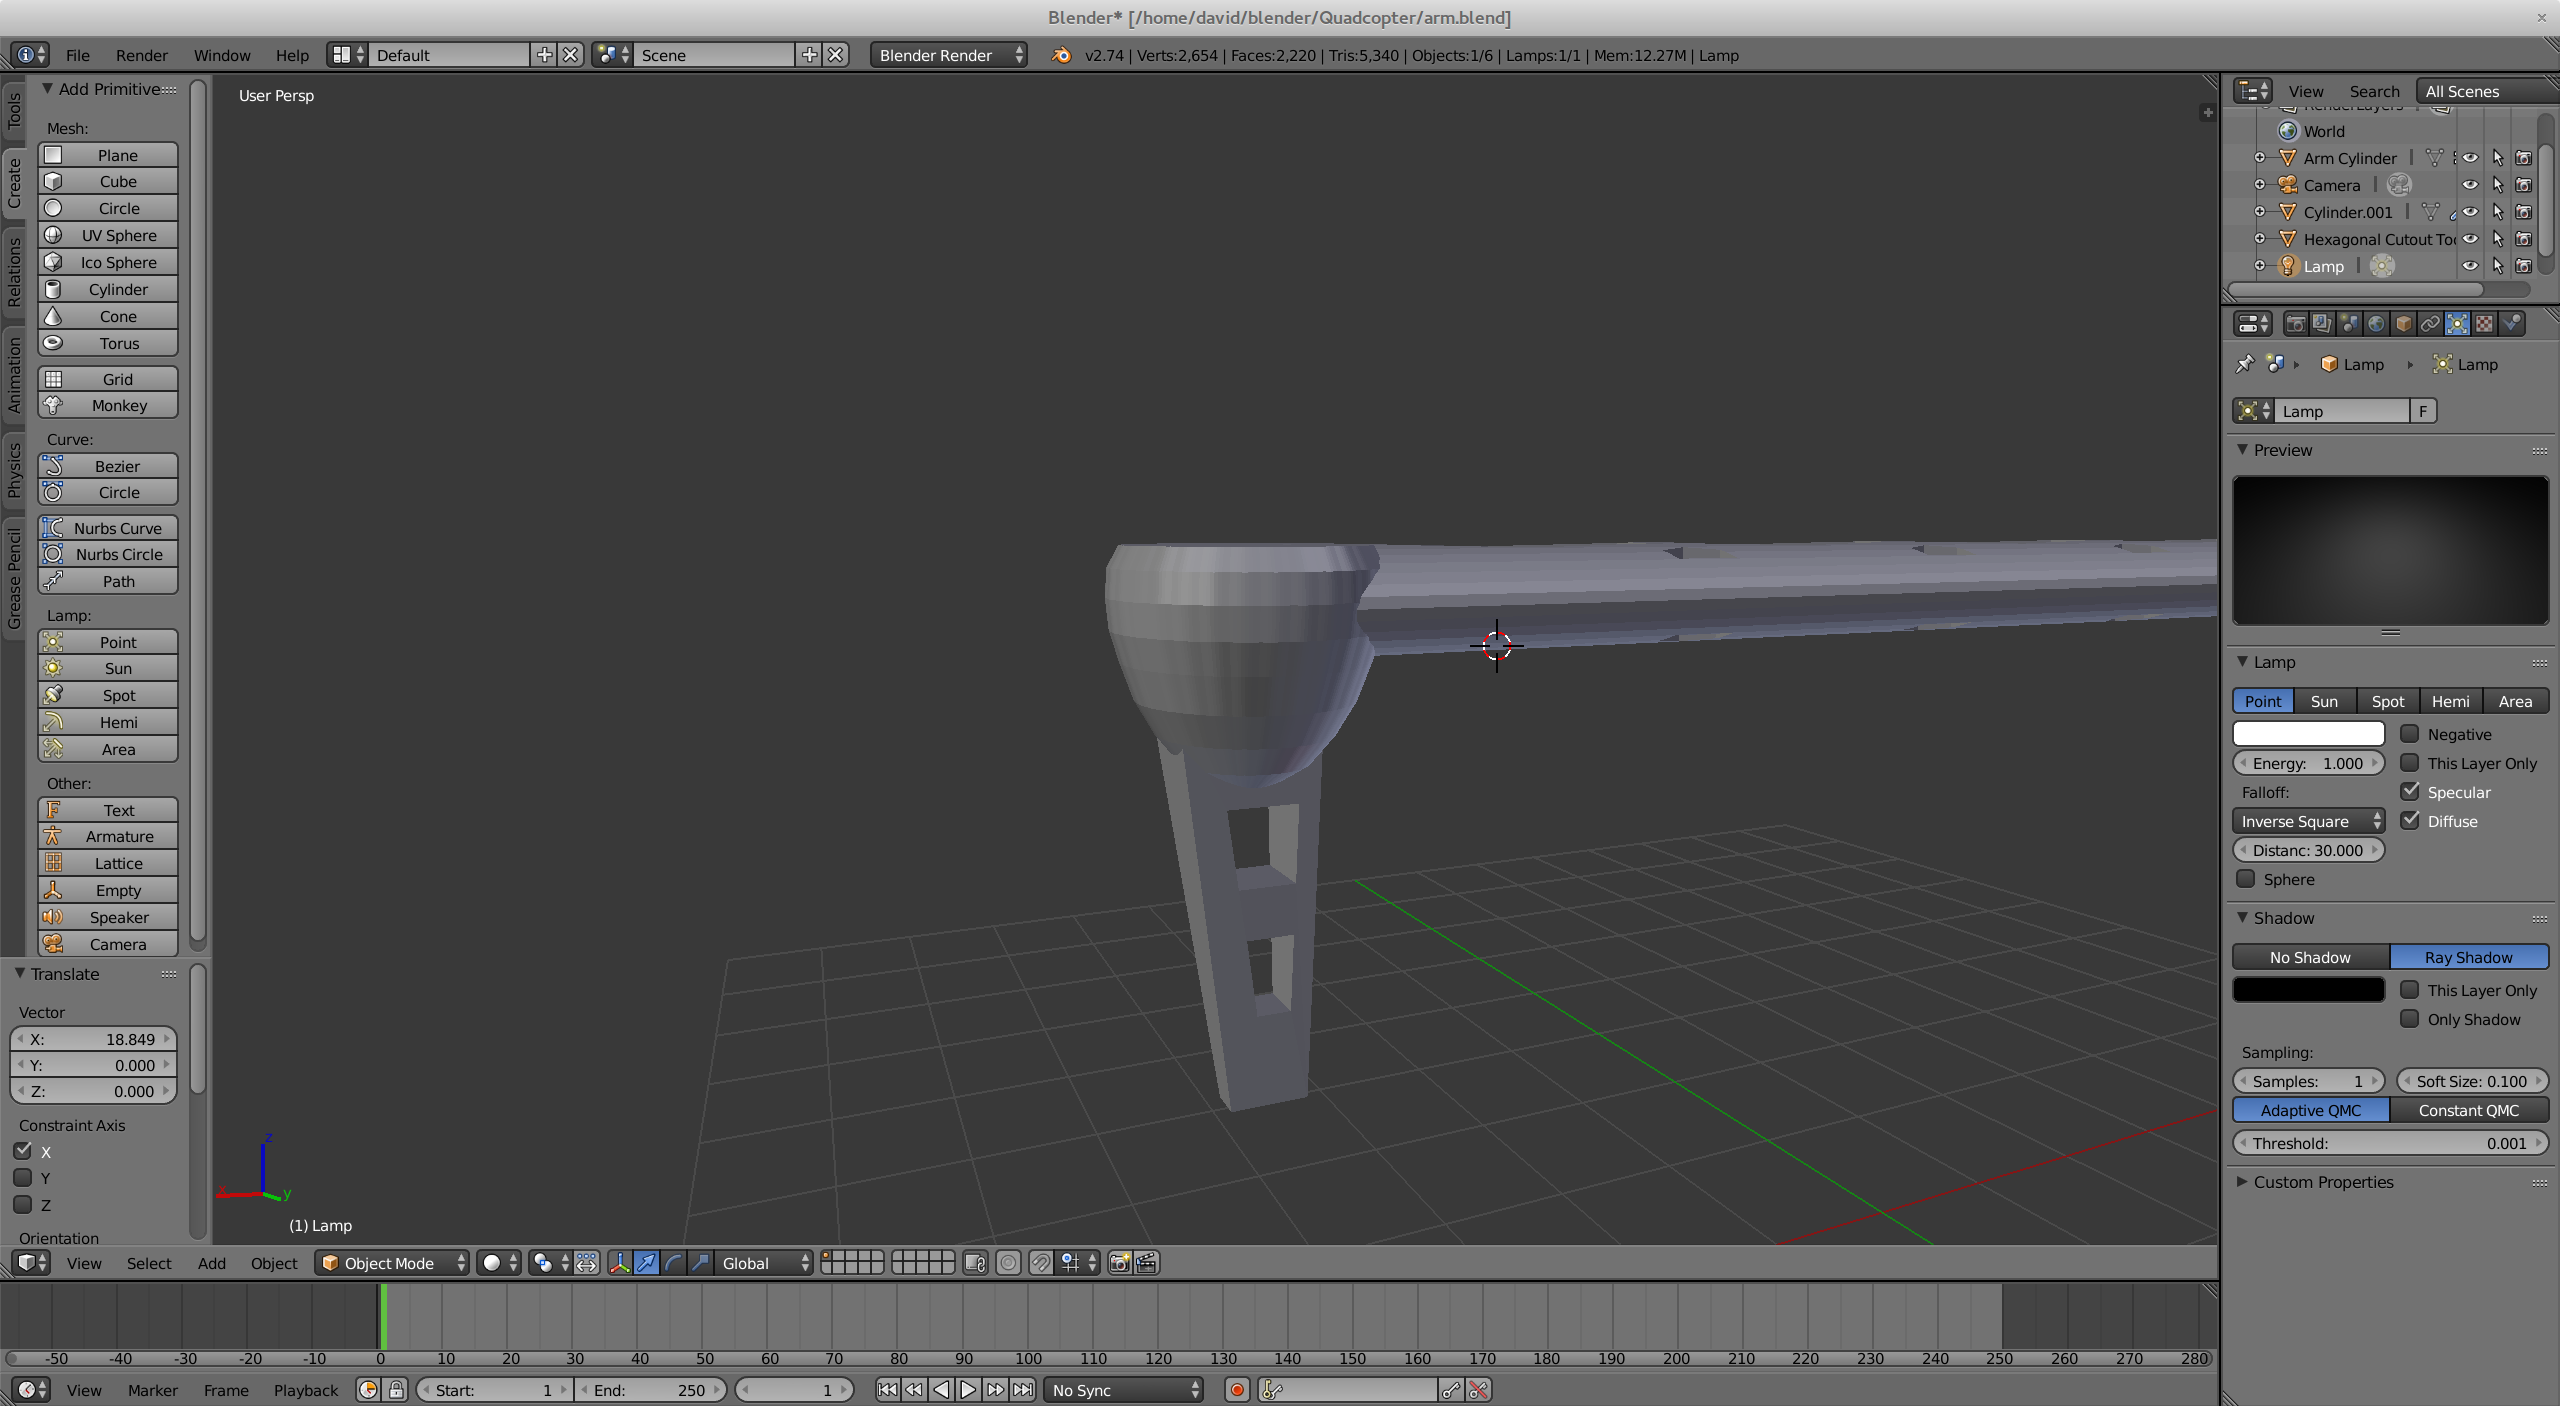 Blender* [/home/david/blender/Quadcopter/arm.blend]
File Render Window Help Default Scene Blender Render v2.74 | Verts:2,654 | Faces:2,220 | Tris:5,340 | Objects:1/6 | Lamps:1/1 | Mem:12.27M | Lamp
Tools
Create
Relations
Animation
Physics
Grease Pencil
Add Primitive
Mesh:
Plane
Cube
Circle
UV Sphere
Ico Sphere
Cylinder
Cone
Torus
Grid
Monkey
Curve:
Bezier
Circle
Nurbs Curve
Nurbs Circle
Path
Lamp:
Point
Sun
Spot
Hemi
Area
Other:
Text
Armature
Lattice
Empty
Speaker
Camera
Translate
Vector
X: 18.849
Y: 0.000
Z: 0.000
Constraint Axis
X
Y
Z
Orientation
User Persp
z
x
y
(1) Lamp
View Select Add Object Object Mode Global
-50 -40 -30 -20 -10 0 10 20 30 40 50 60 70 80 90 100 110 120 130 140 150 160 170 180 190 200 210 220 230 240 250 260 270 280
View Marker Frame Playback Start: 1 End: 250 1 No Sync
View Search All Scenes
RenderLayers
World
Arm Cylinder
Camera
Cylinder.001
Hexagonal Cutout Too
Lamp
Lamp Lamp
Lamp F
Preview
Lamp
Point Sun Spot Hemi Area
Negative
Energy: 1.000 This Layer Only
Falloff: Specular
Inverse Square Diffuse
Distanc: 30.000
Sphere
Shadow
No Shadow Ray Shadow
This Layer Only
Only Shadow
Sampling:
Samples: 1 Soft Size: 0.100
Adaptive QMC Constant QMC
Threshold: 0.001
Custom Properties